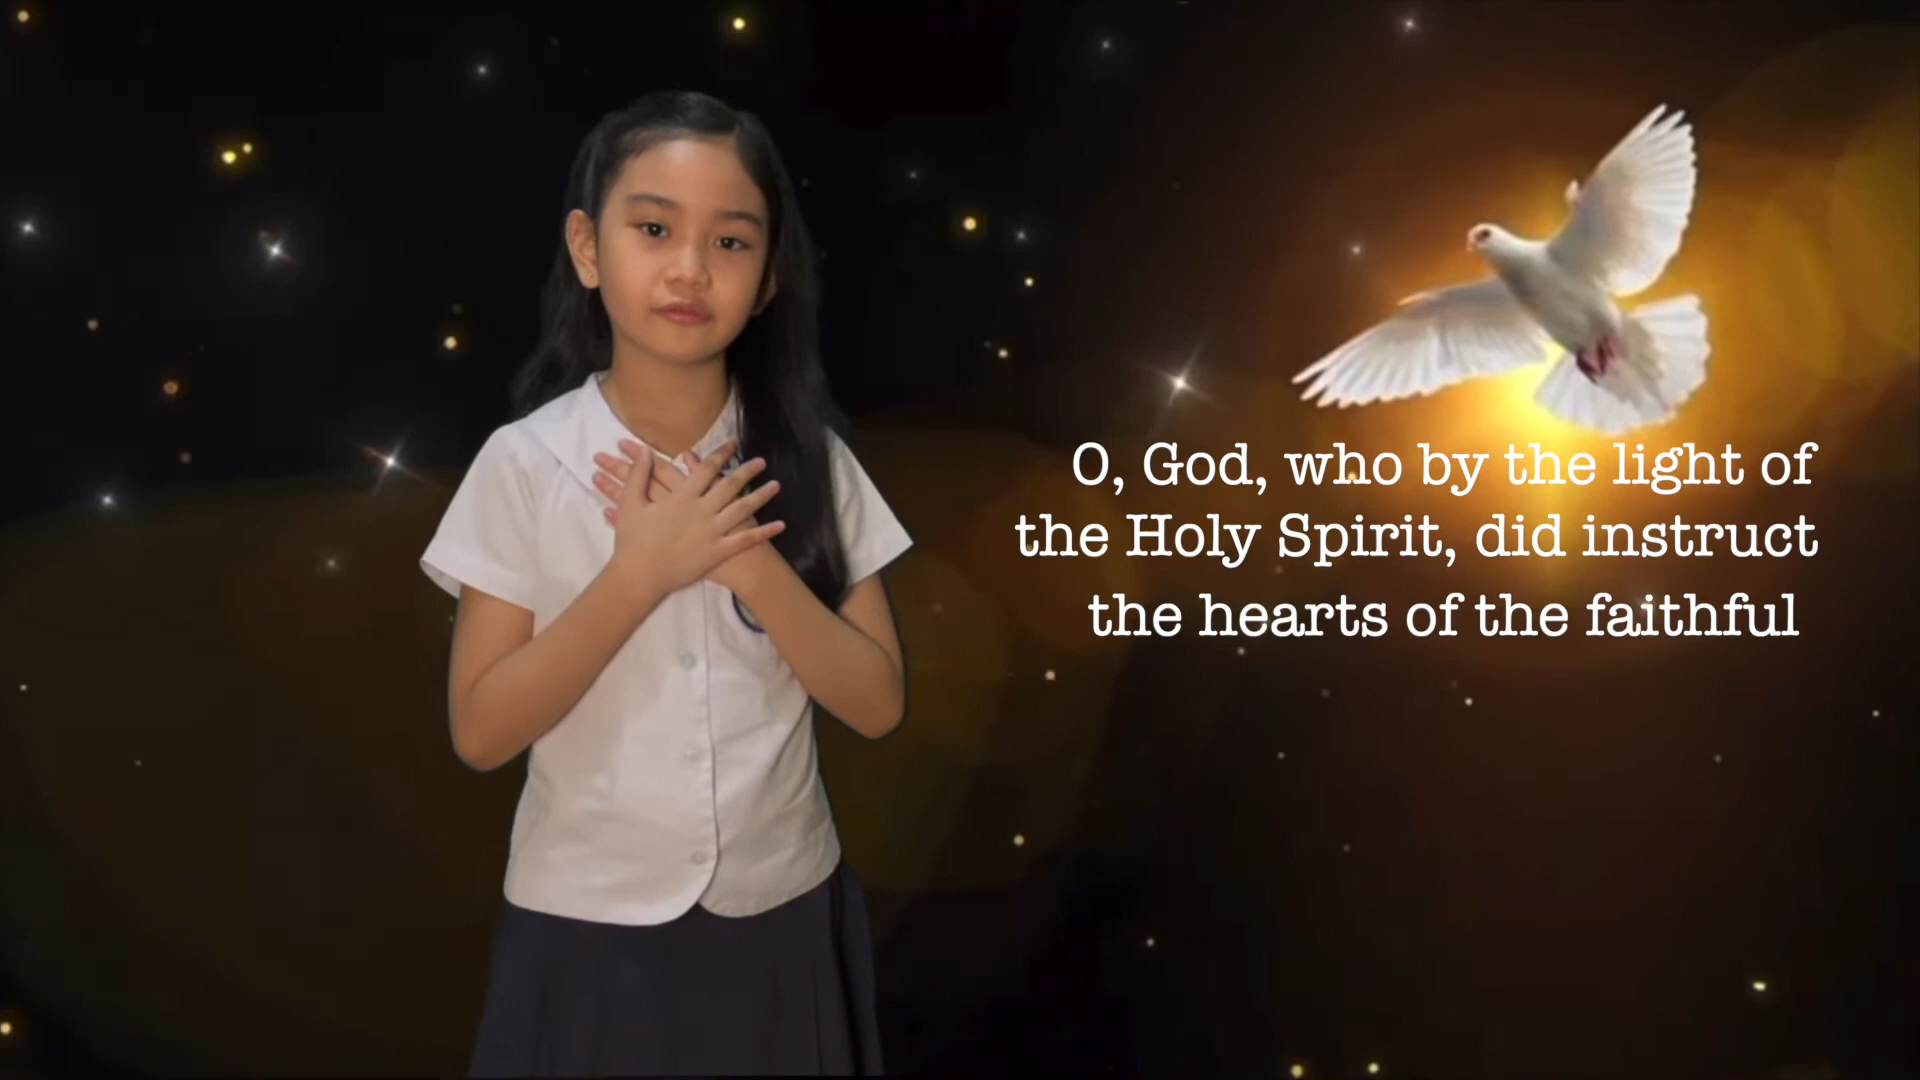 O, God, who by the light of
the Holy Spirit, did instruct
the hearts of the faithful